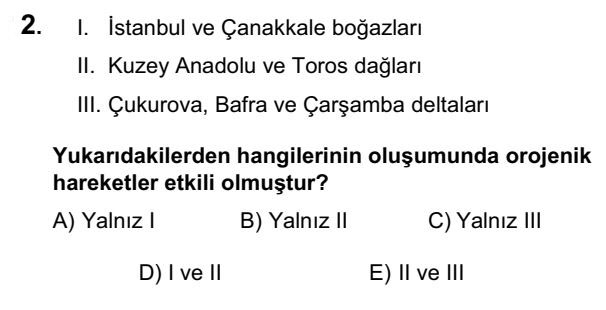 2. I. İstanbul ve Çanakkale boğazları
II. Kuzey Anadolu ve Toros dağları
III. Çukurova, Bafra ve Çarşamba deltaları
Yukarıdakilerden hangilerinin oluşumunda orojenik
hareketler etkili olmuştur?
A) Yalnız I B) Yalnız II C) Yalnız III
D) I ve II E) II ve III